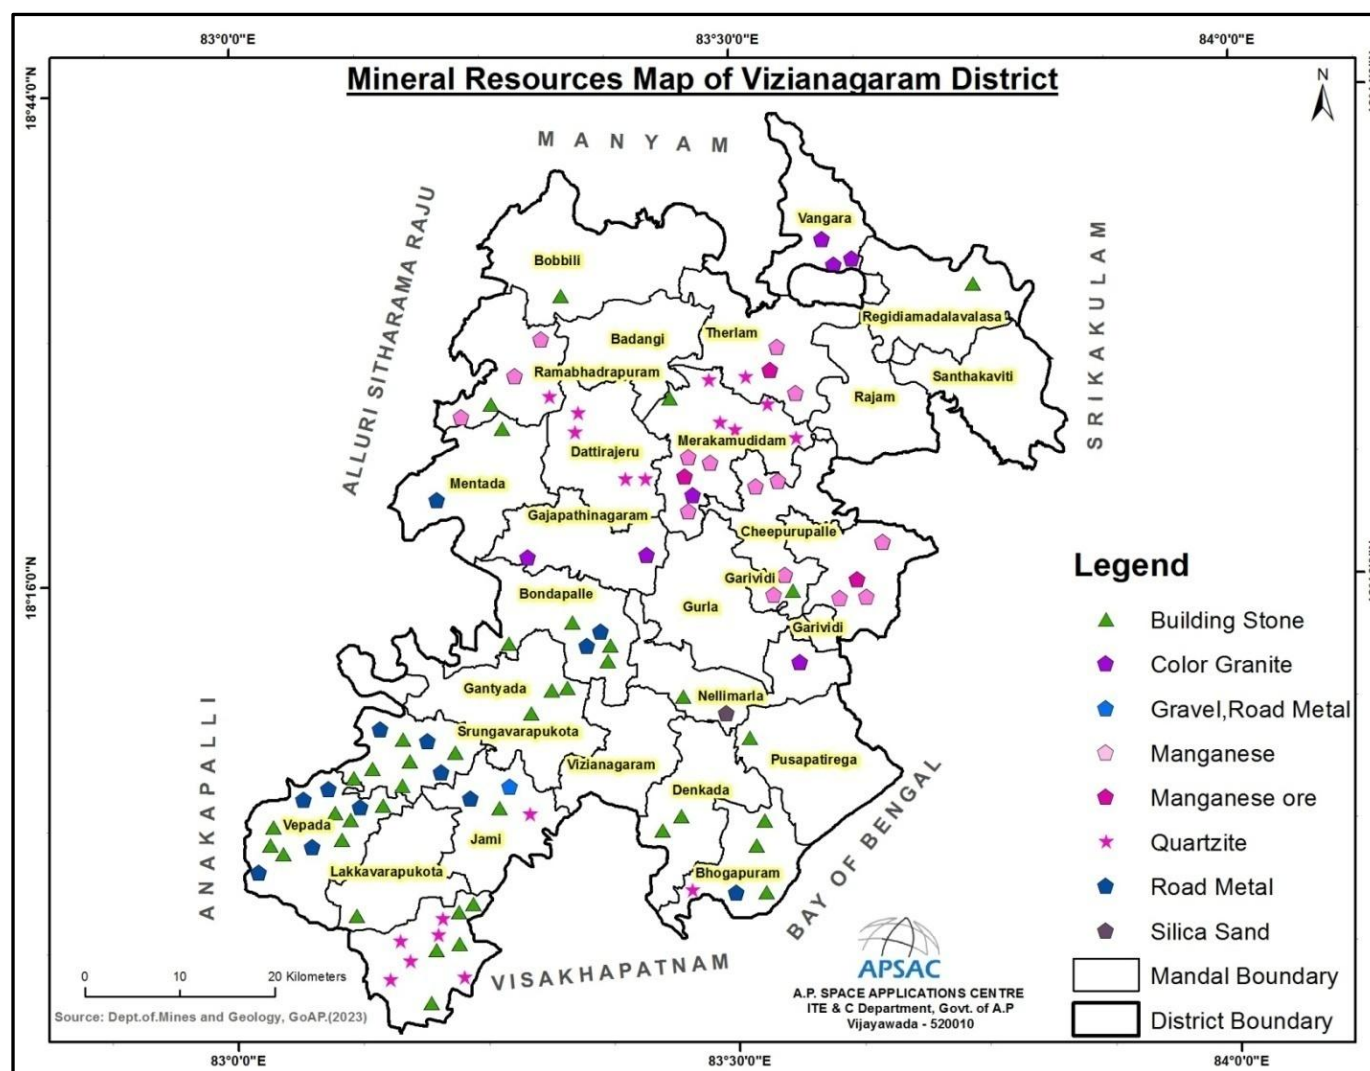 83°0'0"E
83°30'0"E
84°0'0"E
Mineral Resources Map of Vizianagaram District
N
18°44'0"N
MANYAM
ALLURI SITHARAMA RAJU
SRIKAKULAM
Vangara
Bobbili
Regidiamadalavalasa
Badangi
Therlam
Ramabhadrapuram
Santhakaviti
Rajam
Merakamudidam
Dattirajeru
Mentada
Gajapathinagaram
Cheepurupalle
18°16'0"N
Garividi
Bondapalle
Gurla
Garividi
Gantyada
Nellimarla
Srungavarapukota
Vizianagaram
Pusapatirega
Denkada
Vepada
Jami
Lakkavarapukota
Bhogapuram
ANAKAPALLI
BAY OF BENGAL
VISAKHAPATNAM
Legend
Building Stone
Color Granite
Gravel,Road Metal
Manganese
Manganese ore
Quartzite
Road Metal
Silica Sand
Mandal Boundary
District Boundary
0 10 20 Kilometers
Source: Dept.of.Mines and Geology, GoAP.(2023)
APSAC
A.P. SPACE APPLICATIONS CENTRE
ITE & C Department, Govt. of A.P
Vijayawada - 520010
83°0'0"E
83°30'0"E
84°0'0"E